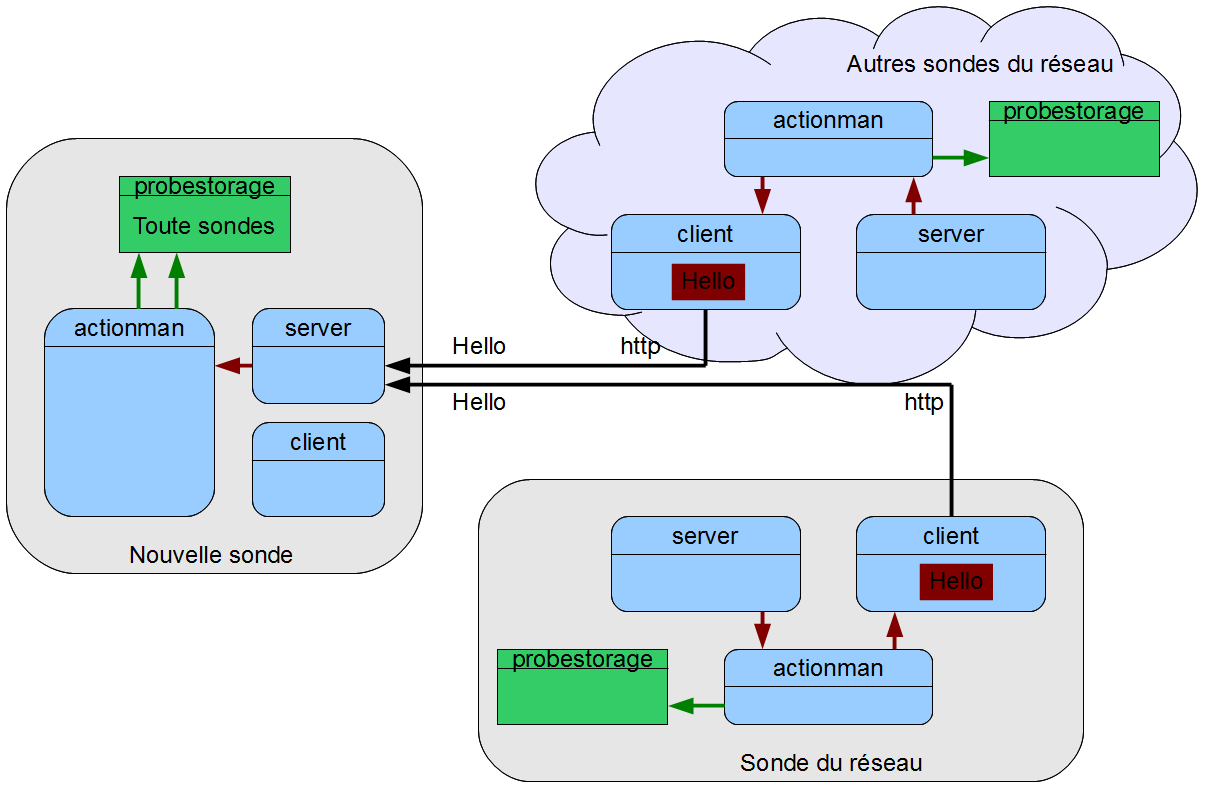 Autres sondes du réseau
actionman
probestorage
client
server
Hello
probestorage
Toute sondes
actionman
server
client
Nouvelle sonde
Hello
http
Hello
http
server
client
Hello
probestorage
actionman
Sonde du réseau